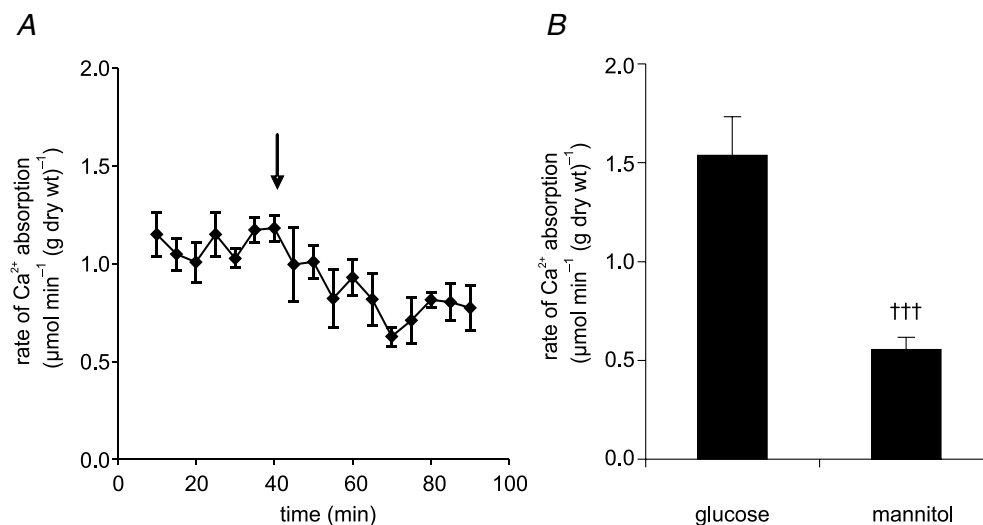 A
rate of Ca²⁺ absorption
(μmol min⁻¹ (g dry wt)⁻¹)
2.0
1.5
1.0
0.5
0.0
0 20 40 60 80 100
time (min)
B
rate of Ca²⁺ absorption
(μmol min⁻¹ (g dry wt)⁻¹)
2.0
1.5
1.0
0.5
0.0
†††
glucose mannitol